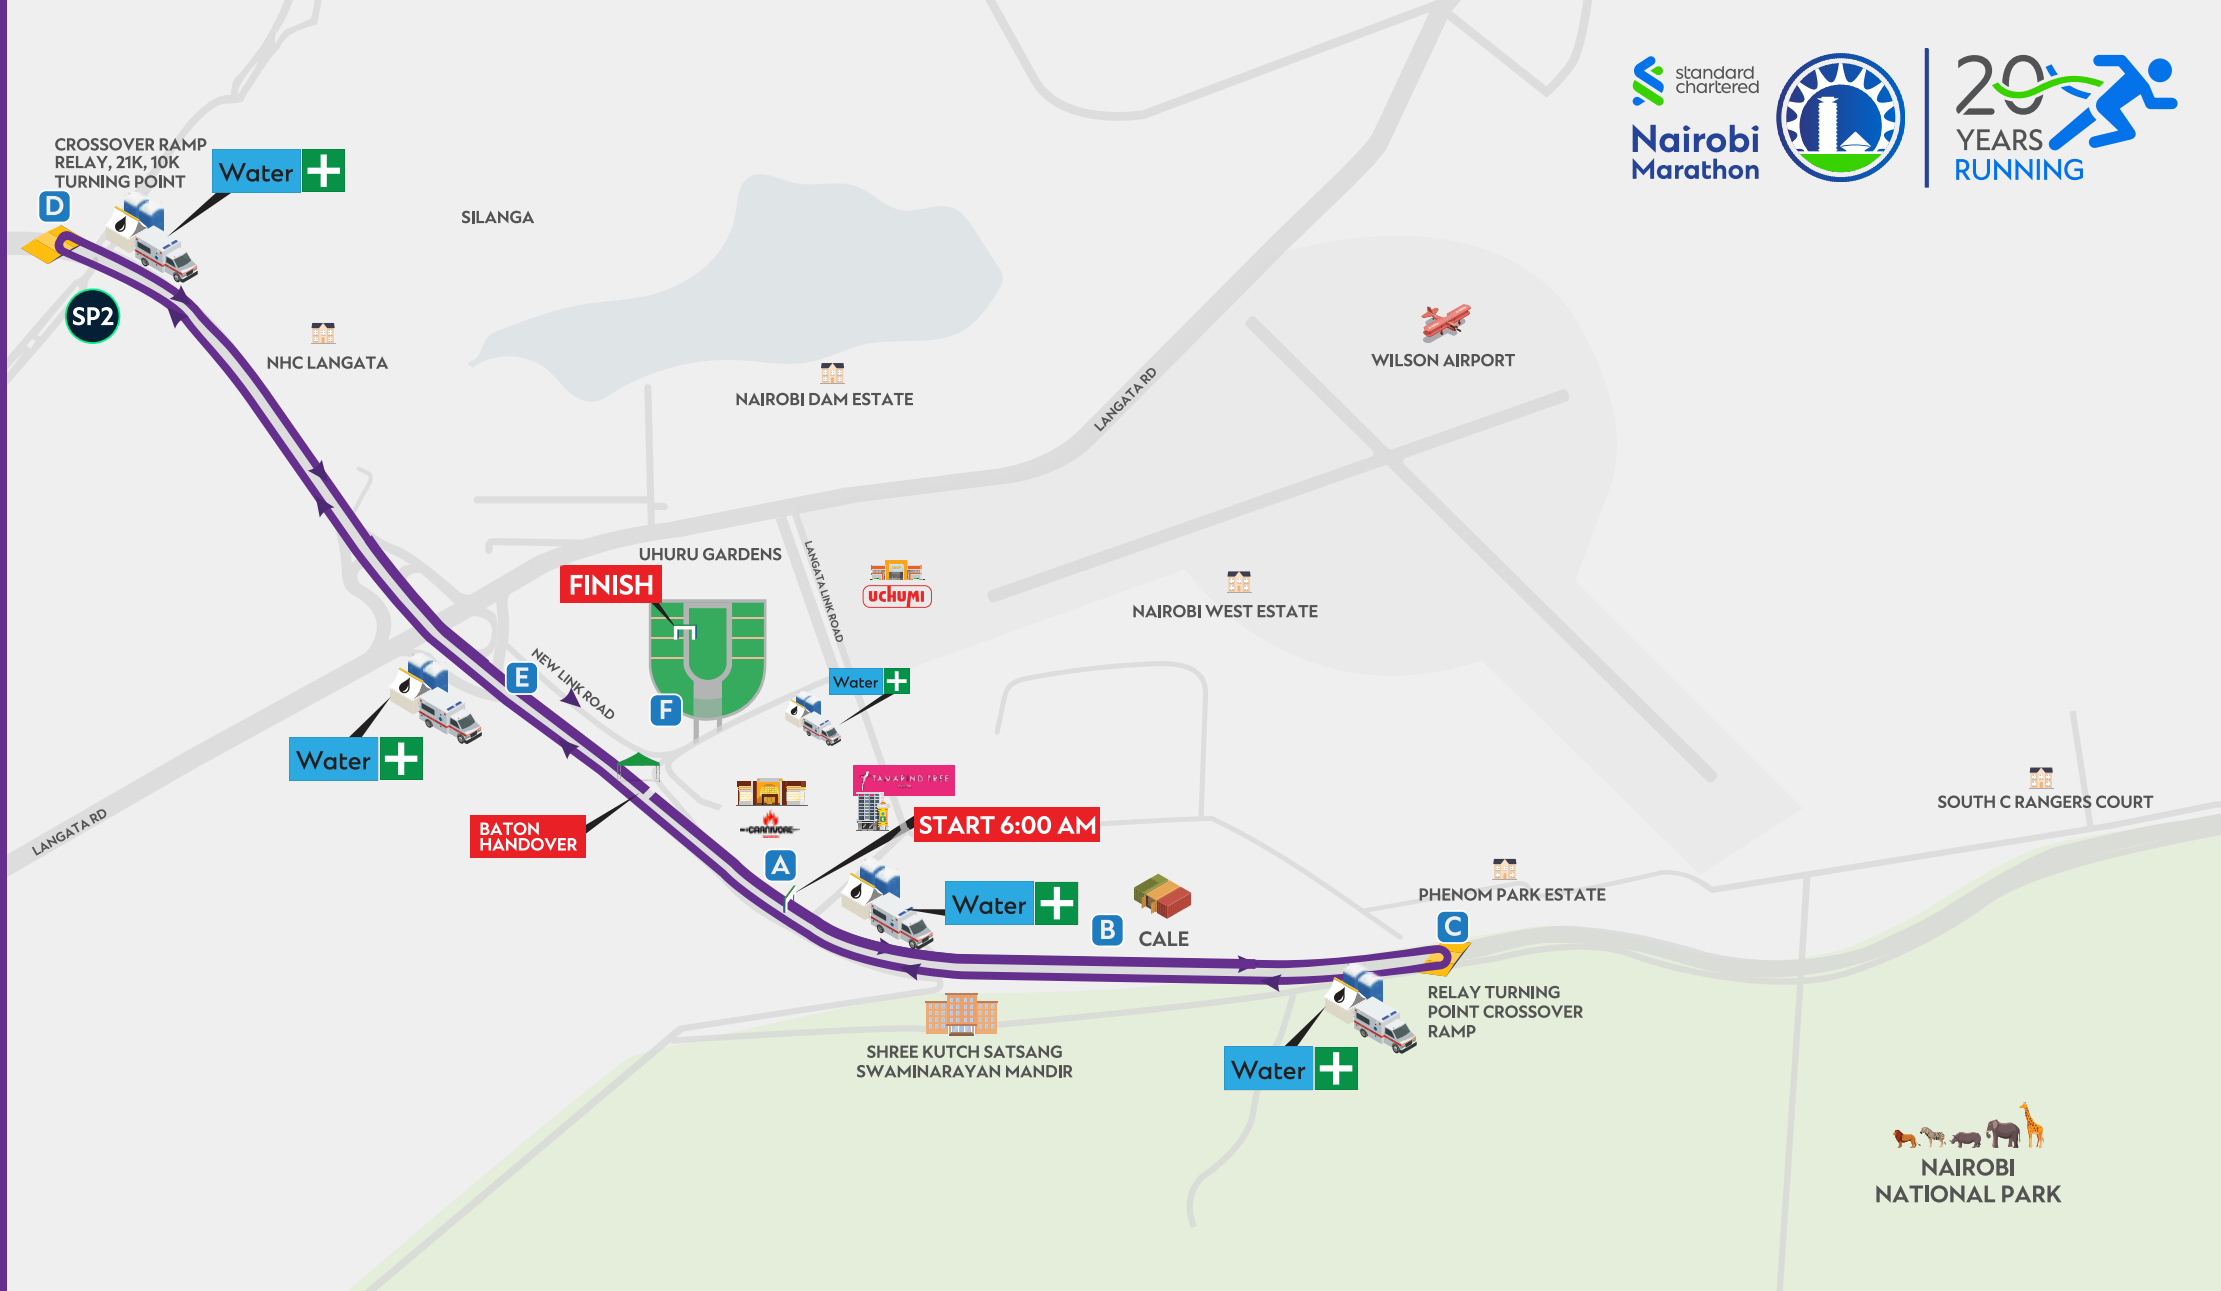 standard
chartered
Nairobi
Marathon
20
YEARS
RUNNING
CROSSOVER RAMP
RELAY, 21K, 10K
TURNING POINT
Water
D
SP2
SILANGA
NHC LANGATA
NAIROBI DAM ESTATE
WILSON AIRPORT
LANGATA RD
UHURU GARDENS
FINISH
LANGATA LINK ROAD
UCHUMI
NAIROBI WEST ESTATE
NEW LINK ROAD
E
F
Water
Water
TAMARIND TREE
START 6:00 AM
BATON
HANDOVER
LANGATA RD
CARNIVORE
A
Water
B
CALE
SOUTH C RANGERS COURT
PHENOM PARK ESTATE
C
RELAY TURNING
POINT CROSSOVER
RAMP
Water
SHREE KUTCH SATSANG
SWAMINARAYAN MANDIR
NAIROBI
NATIONAL PARK